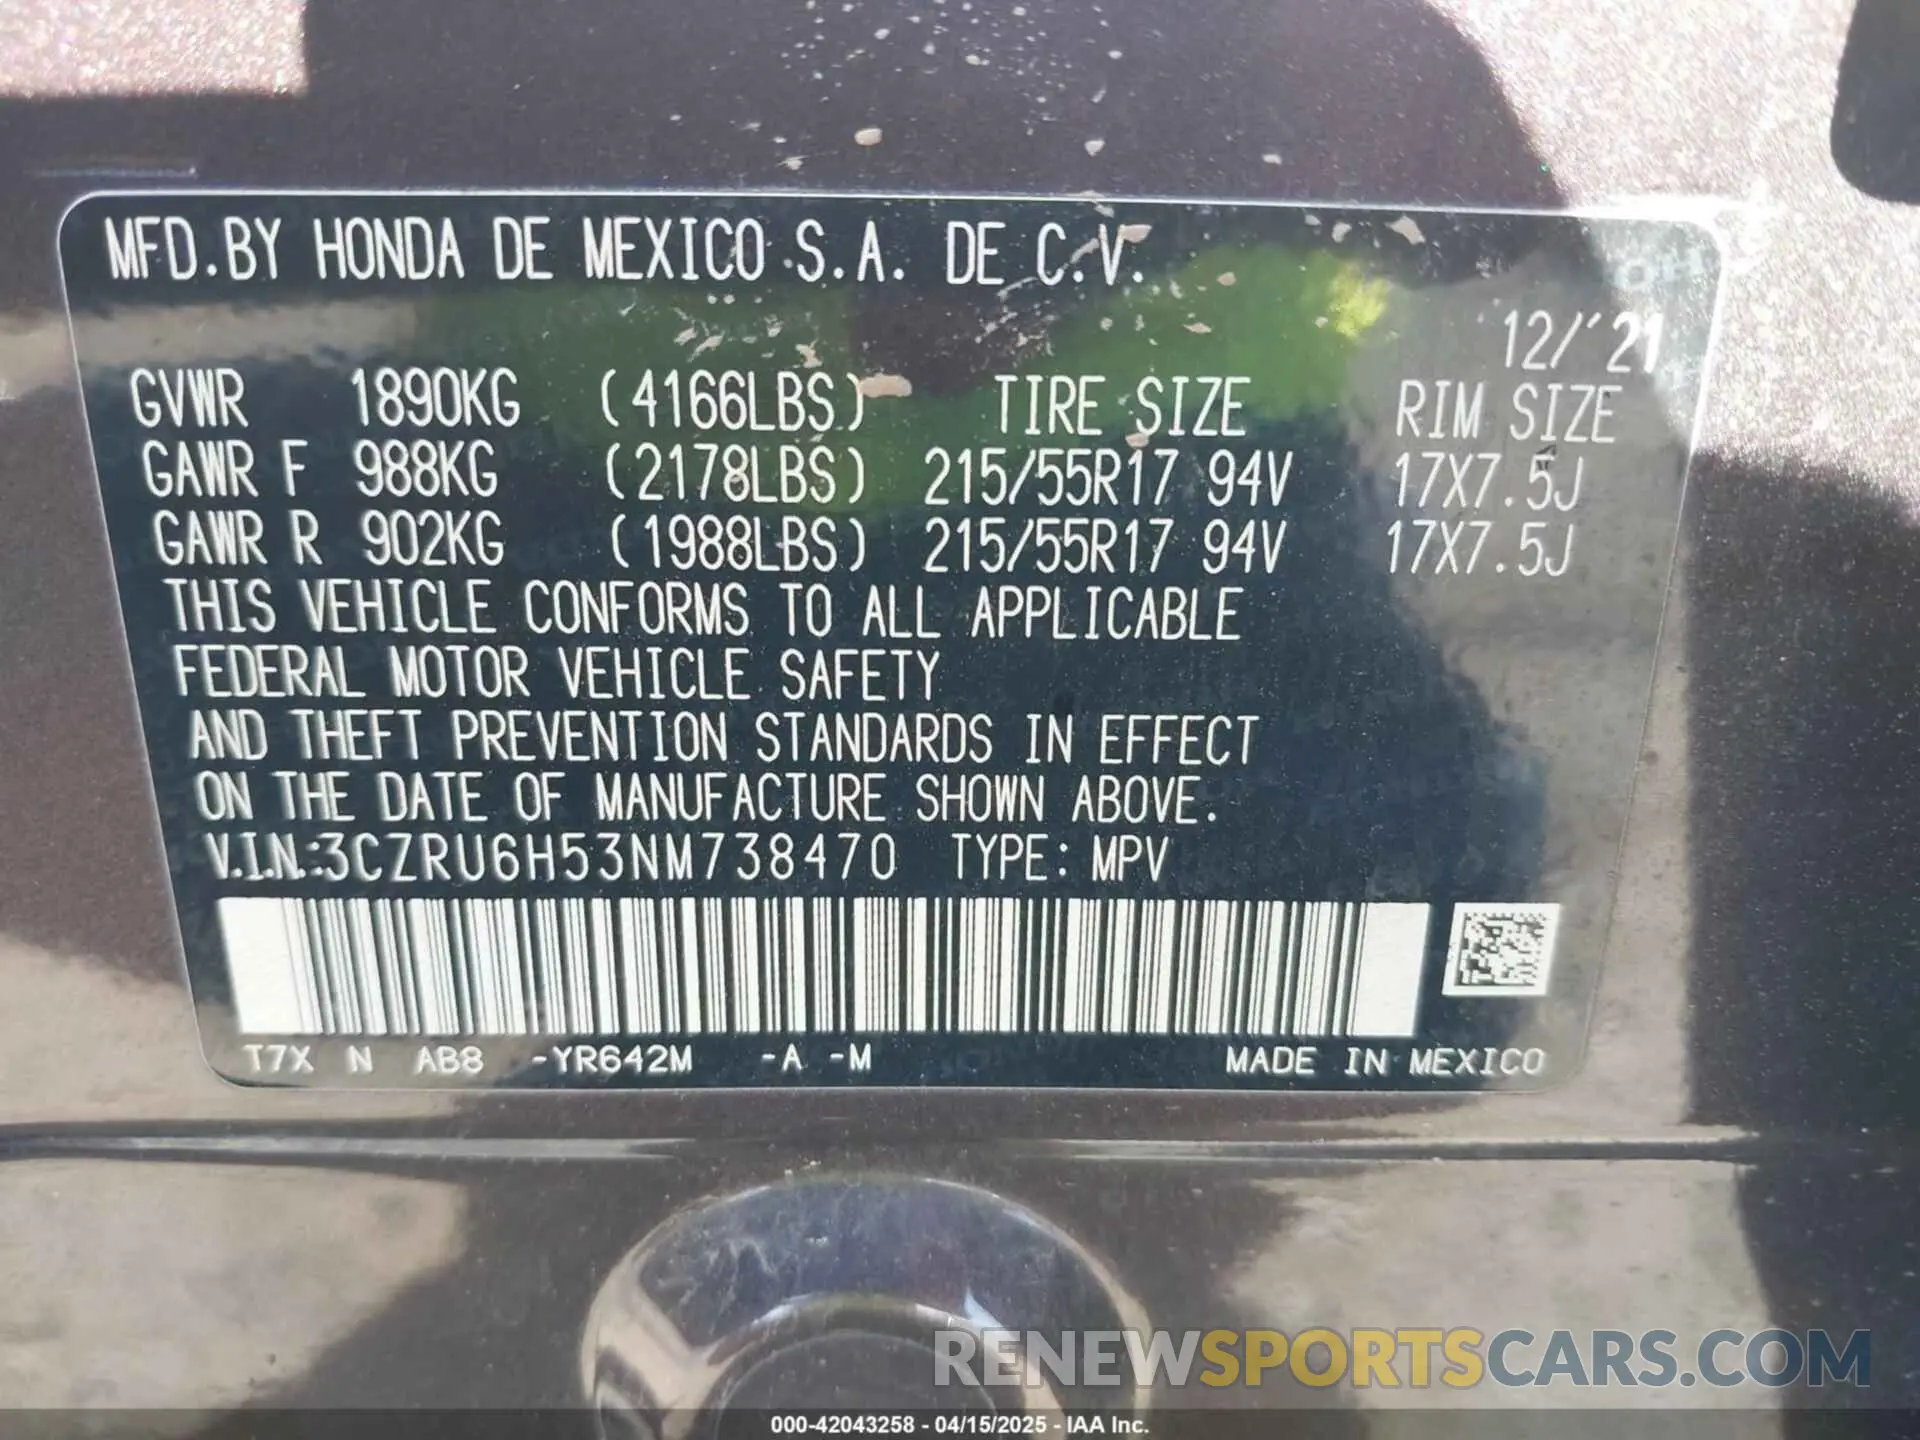 MFD.BY HONDA DE MEXICO S.A. DE C.V.
12/'21
GVWR 1890KG (4166LBS) TIRE SIZE RIM SIZE
GAWR F 988KG (2178LBS) 215/55R17 94V 17X7.5J
GAWR R 902KG (1988LBS) 215/55R17 94V 17X7.5J
THIS VEHICLE CONFORMS TO ALL APPLICABLE
FEDERAL MOTOR VEHICLE SAFETY
AND THEFT PREVENTION STANDARDS IN EFFECT
ON THE DATE OF MANUFACTURE SHOWN ABOVE.
V.I.N.:3CZRU6H53NM738470 TYPE: MPV
T7X N AB8 -YR642M -A -M MADE IN MEXICO
RENEWSPORTSCARS.COM
000-42043258 - 04/15/2025 - IAA Inc.